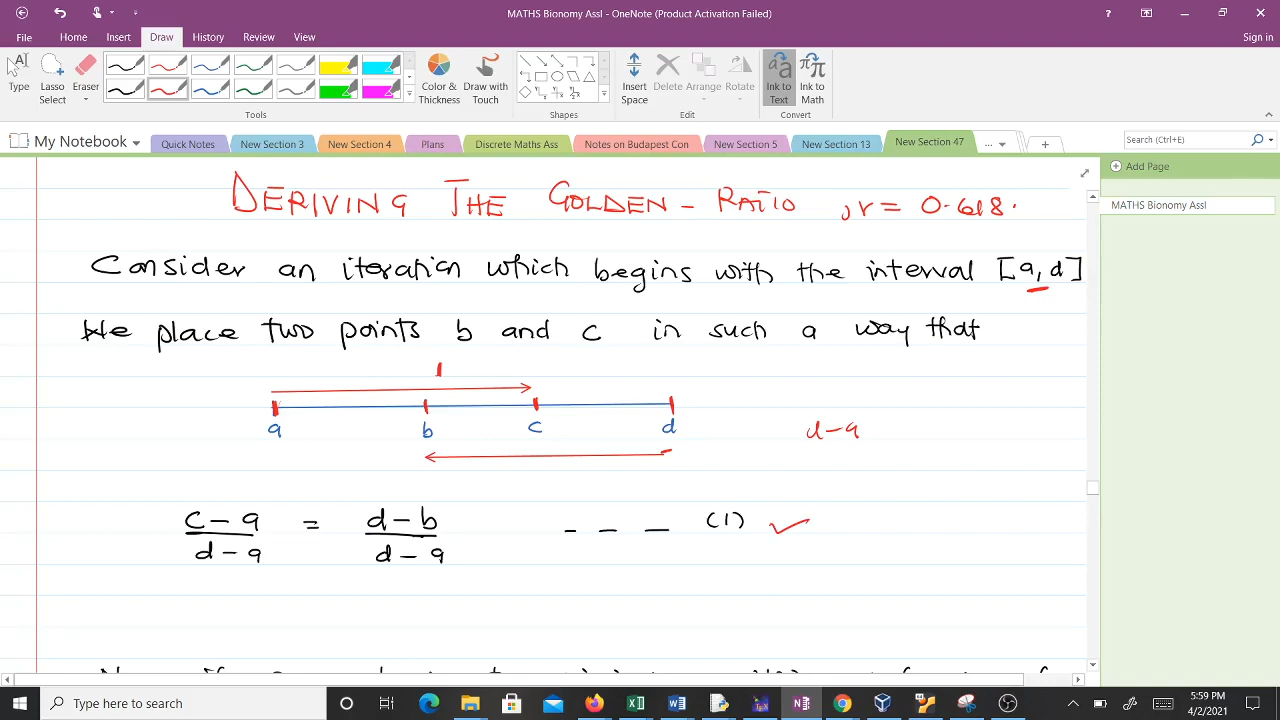 MATHS Bionomy Assl - OneNote (Product Activation Failed)
File Home Insert Draw History Review View Sign in
Type Lasso Select Eraser Color & Thickness Draw with Touch Insert Space Delete Arrange Rotate Ink to Text Ink to Math
Tools Shapes Edit Convert
My Notebook Quick Notes New Section 3 New Section 4 Plans Discrete Maths Ass Notes on Budapest Con New Section 5 New Section 13 New Section 47 ... + Search (Ctrl+E)
Add Page
MATHS Bionomy Assl
DERIVING THE GOLDEN - RATIO , r = 0.618.
Consider an iteration which begins with the interval [a, d]
We place two points b and c in such a way that
a b c d d-a
c-a / d-a = d-b / d-a - - - (1) ✓
Type here to search
5:59 PM
4/2/2021